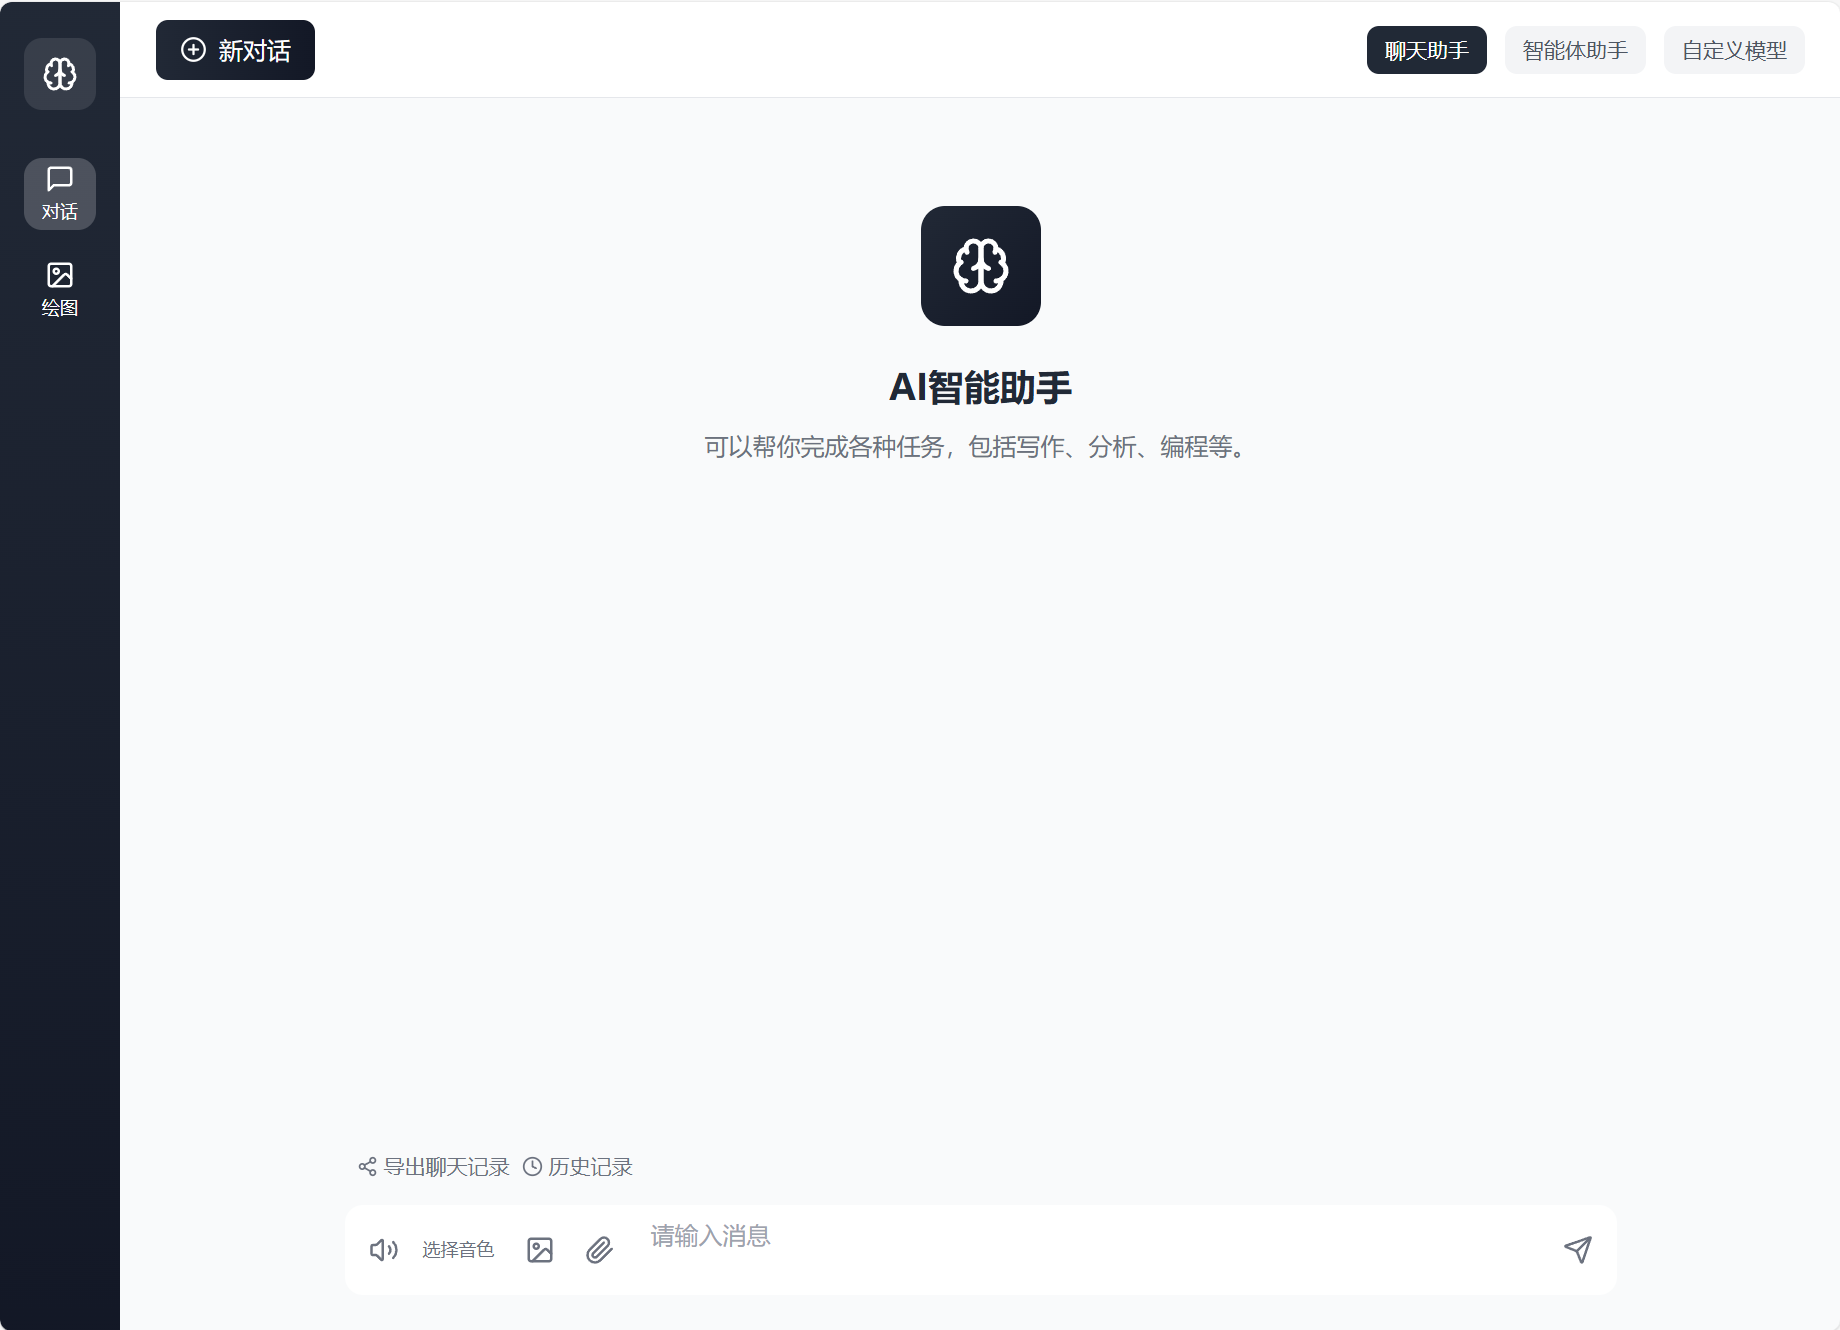 新对话
聊天助手
智能体助手
自定义模型
对话
绘图
AI智能助手
可以帮你完成各种任务，包括写作、分析、编程等。
导出聊天记录
历史记录
选择音色
请输入消息